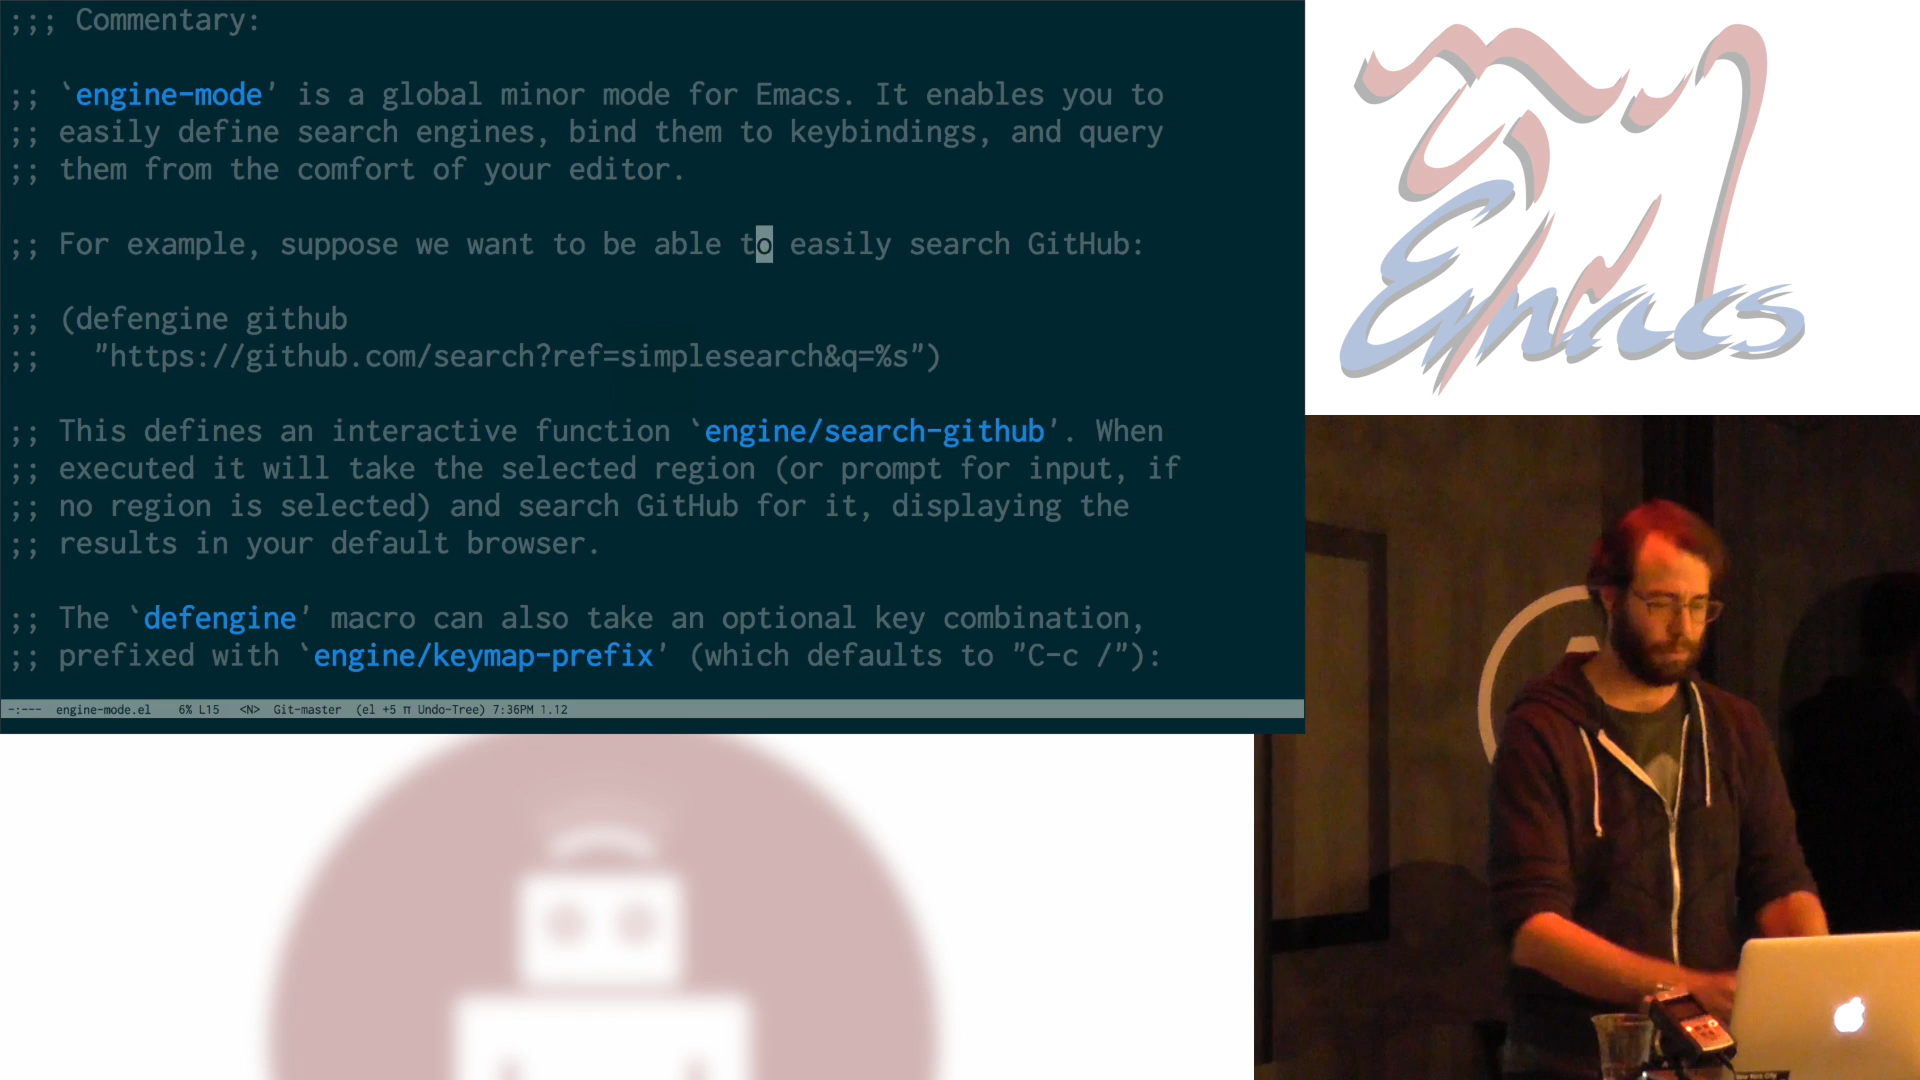 ;;; Commentary:
;; `engine-mode' is a global minor mode for Emacs. It enables you to
;; easily define search engines, bind them to keybindings, and query
;; them from the comfort of your editor.
;; For example, suppose we want to be able to easily search GitHub:
;; (defengine github
;;   "https://github.com/search?ref=simplesearch&q=%s")
;; This defines an interactive function `engine/search-github'. When
;; executed it will take the selected region (or prompt for input, if
;; no region is selected) and search GitHub for it, displaying the
;; results in your default browser.
;; The `defengine' macro can also take an optional key combination,
;; prefixed with `engine/keymap-prefix' (which defaults to "C-c /"):
-:--- engine-mode.el 6% L15 <N> Git-master (el +5 π Undo-Tree) 7:36PM 1.12
Emacs